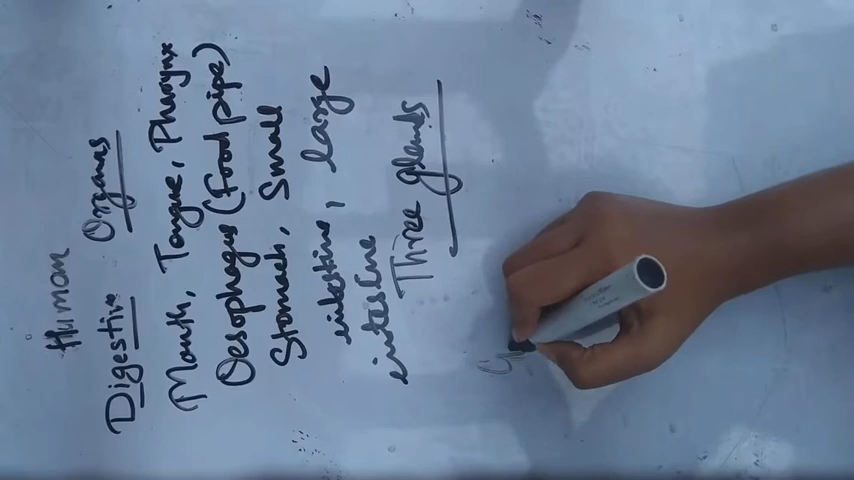 Human
Digestive Organs
Mouth, Tongue, Pharynx
Oesophagus (Food pipe)
Stomach, Small
intestine, large
intestine
Three glands